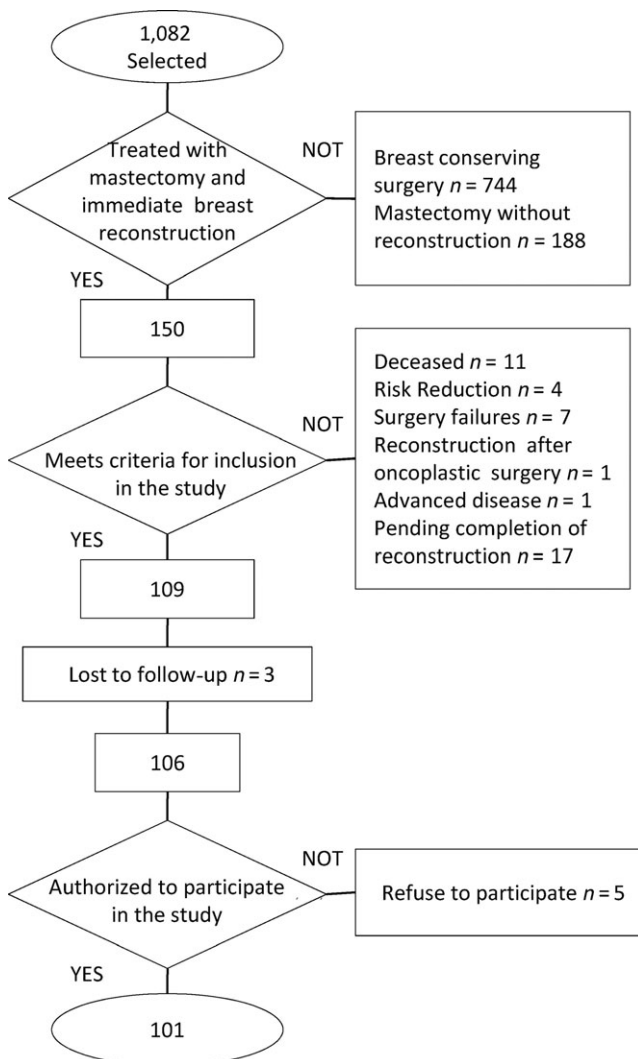 1,082
Selected
Treated with
mastectomy and
immediate breast
reconstruction
NOT
Breast conserving
surgery n = 744
Mastectomy without
reconstruction n = 188
YES
150
Meets criteria for inclusion
in the study
NOT
Deceased n = 11
Risk Reduction n = 4
Surgery failures n = 7
Reconstruction after
oncoplastic surgery n = 1
Advanced disease n = 1
Pending completion of
reconstruction n = 17
YES
109
Lost to follow-up n = 3
106
Authorized to participate
in the study
NOT
Refuse to participate n = 5
YES
101